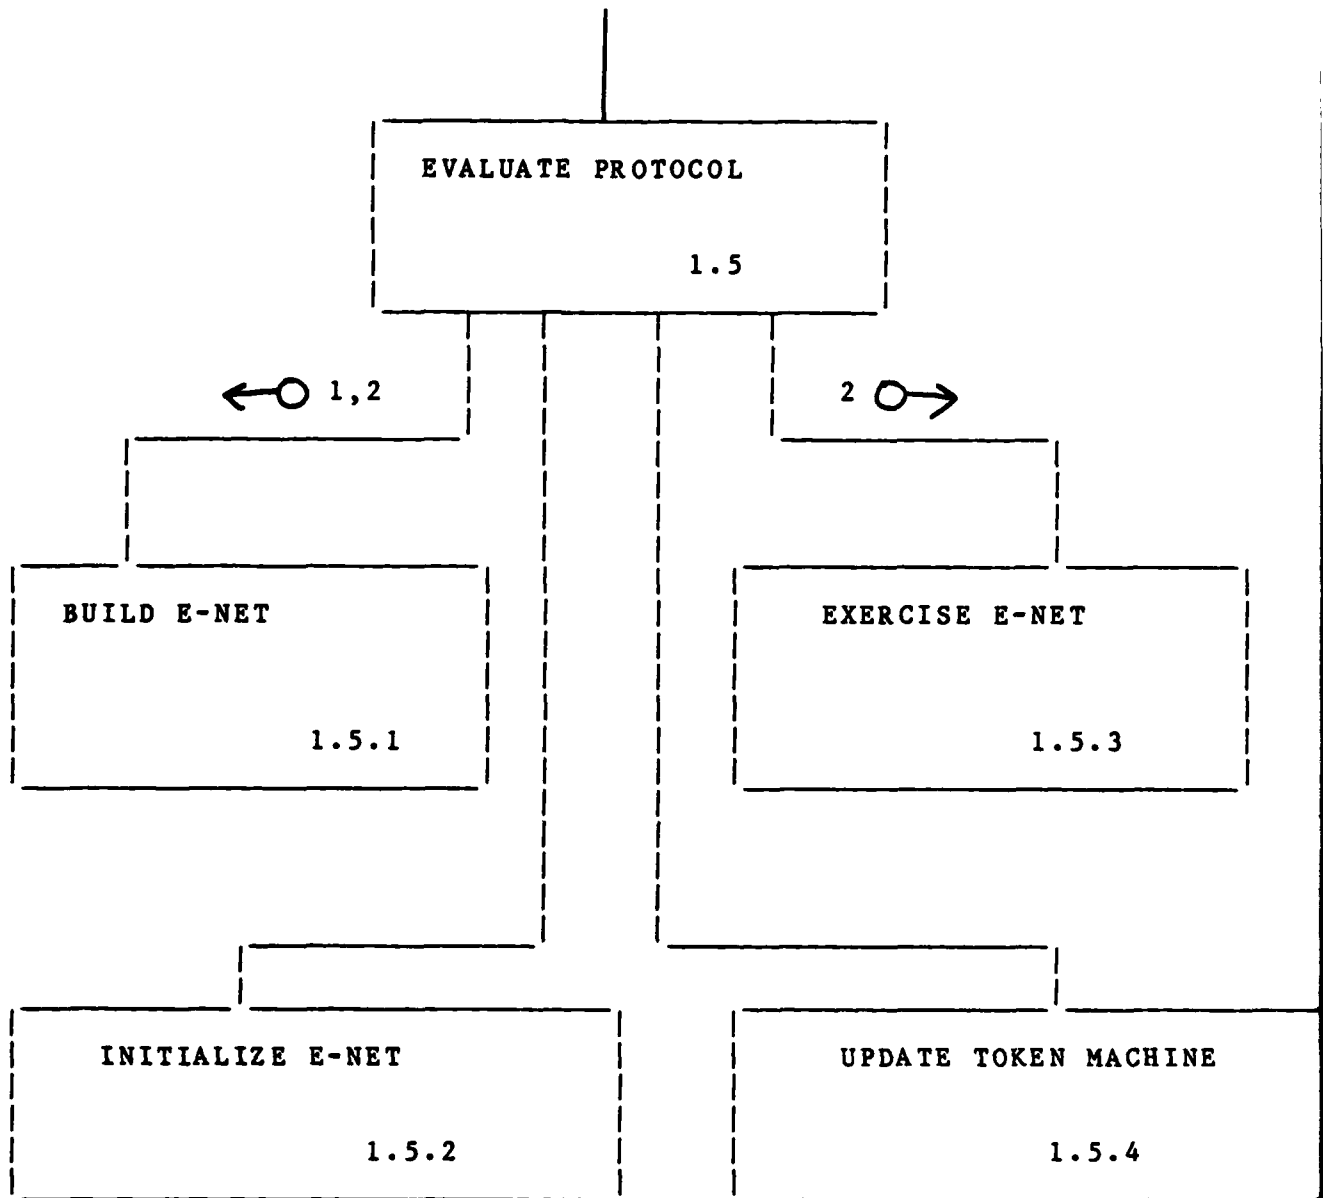 EVALUATE PROTOCOL
1.5
1,2
2
BUILD E-NET
1.5.1
EXERCISE E-NET
1.5.3
INITIALIZE E-NET
1.5.2
UPDATE TOKEN MACHINE
1.5.4